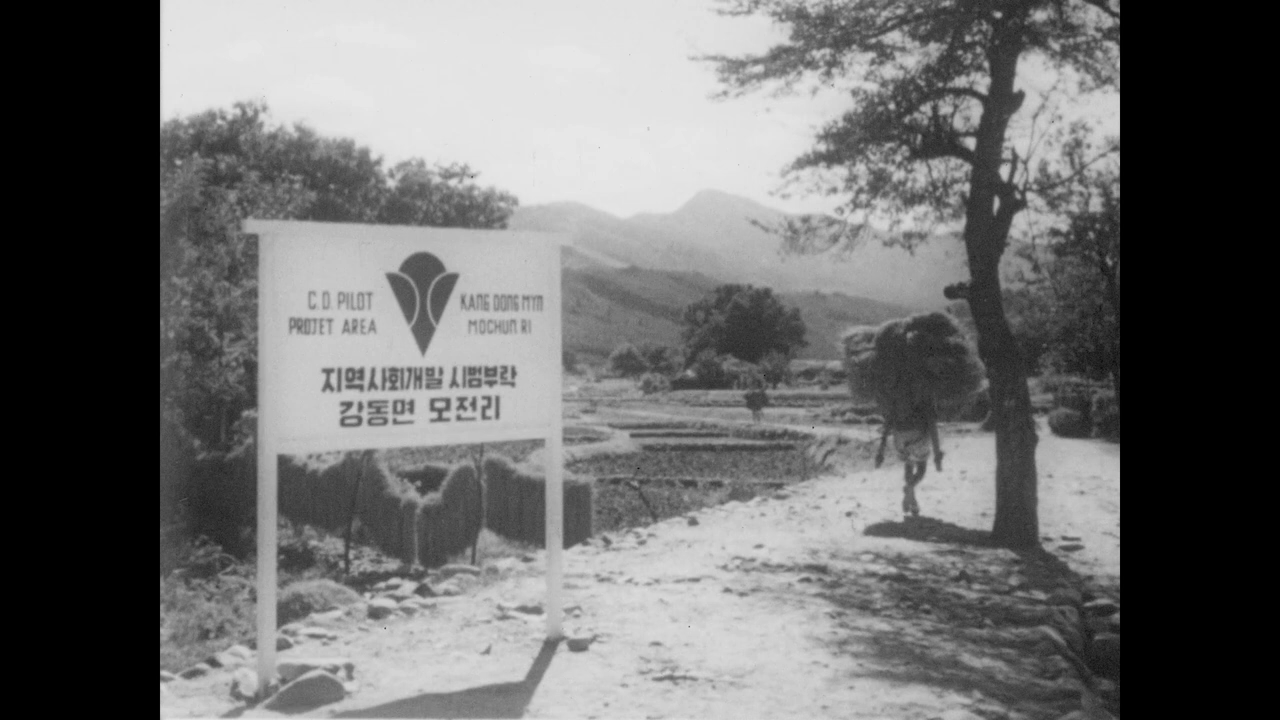 C.D. PILOT
PROJET AREA
KANG DONG MYN
MOCHUN RI
지역사회개발 시범부락
강동면 모전리